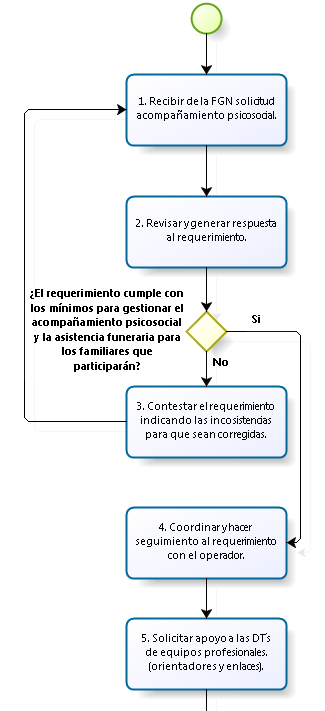 1. Recibir de la FGN solicitud
acompañamiento psicosocial.
2. Revisar y generar respuesta
al requerimiento.
¿El requerimiento cumple con
los mínimos para gestionar el
acompañamiento psicosocial
y la asistencia funeraria para
los familiares que
participarán?
Si
No
3. Contestar el requerimiento
indicando las incosistencias
para que sean corregidas.
4. Coordinar y hacer
seguimiento al requerimiento
con el operador.
5. Solicitar apoyo a las DT´s
de equipos profesionales.
(orientadores y enlaces).